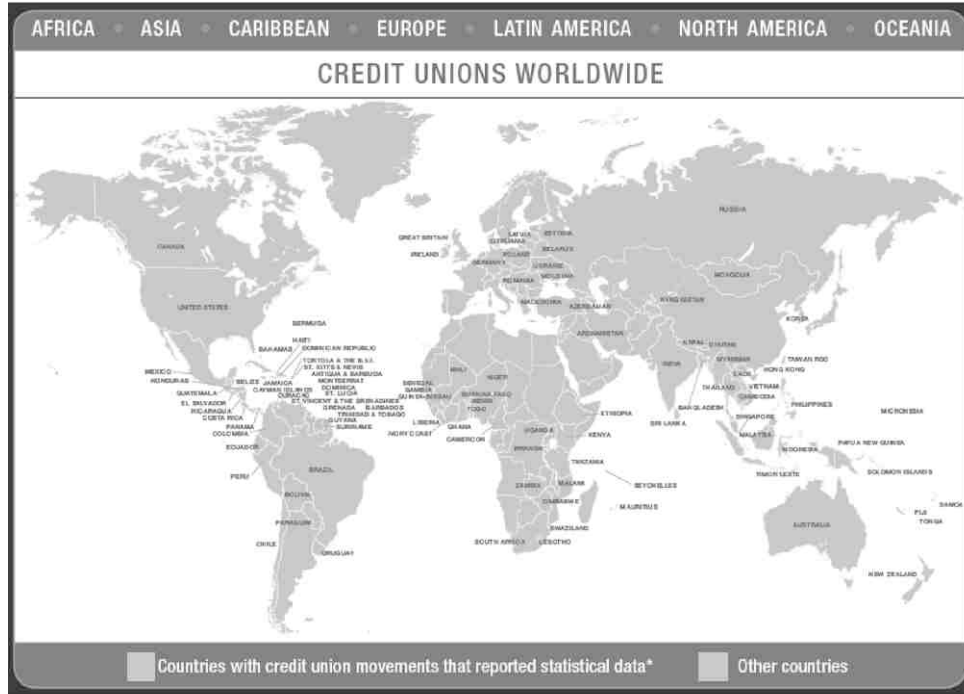 AFRICA • ASIA • CARIBBEAN • EUROPE • LATIN AMERICA • NORTH AMERICA • OCEANIA
CREDIT UNIONS WORLDWIDE
RUSSIA
GREAT BRITAIN
LATVIA
ESTONIA
LITHUANIA
BELARUS
IRELAND
POLAND
CANADA
GERMANY
UKRAINE
MOLDOVA
MONGOLIA
ROMANIA
UNITED STATES
MACEDONIA
AZERBAIJAN
KYRGYZSTAN
KOREA
BERMUDA
AFGHANISTAN
HAITI
NEPAL
BHUTAN
BAHAMAS
DOMINICAN REPUBLIC
TORTOLA & THE B.V.I.
ST. KITTS & NEVIS
INDIA
MYANMAR
TAIWAN ROC
HONG KONG
MEXICO
ANTIGUA & BARBUDA
MALI
NIGER
LAOS
HONDURAS
BELIZE
JAMAICA
MONTSERRAT
SENEGAL
THAILAND
VIETNAM
GUATEMALA
CAYMAN ISLANDS
DOMINICA
GAMBIA
CAMBODIA
CURACAO
ST. LUCIA
GUINEA-BISSAU
BURKINA FASO
EL SALVADOR
ST. VINCENT & THE GRENADINES
BENIN
PHILIPPINES
NICARAGUA
GRENADA
BARBADOS
TOGO
BANGLADESH
MICRONESIA
COSTA RICA
TRINIDAD & TOBAGO
ETHIOPIA
SINGAPORE
PANAMA
GUYANA
LIBERIA
GHANA
SRI LANKA
COLOMBIA
SURINAME
IVORY COAST
UGANDA
KENYA
MALAYSIA
CAMEROON
PAPUA NEW GUINEA
ECUADOR
RWANDA
INDONESIA
TANZANIA
BRAZIL
TIMOR LESTE
SOLOMON ISLANDS
PERU
ZAMBIA
MALAWI
SEYCHELLES
BOLIVIA
ZIMBABWE
MAURITIUS
SAMOA
FIJI
TONGA
PARAGUAY
SWAZILAND
AUSTRALIA
CHILE
SOUTH AFRICA
LESOTHO
URUGUAY
NEW ZEALAND
Countries with credit union movements that reported statistical data*
Other countries